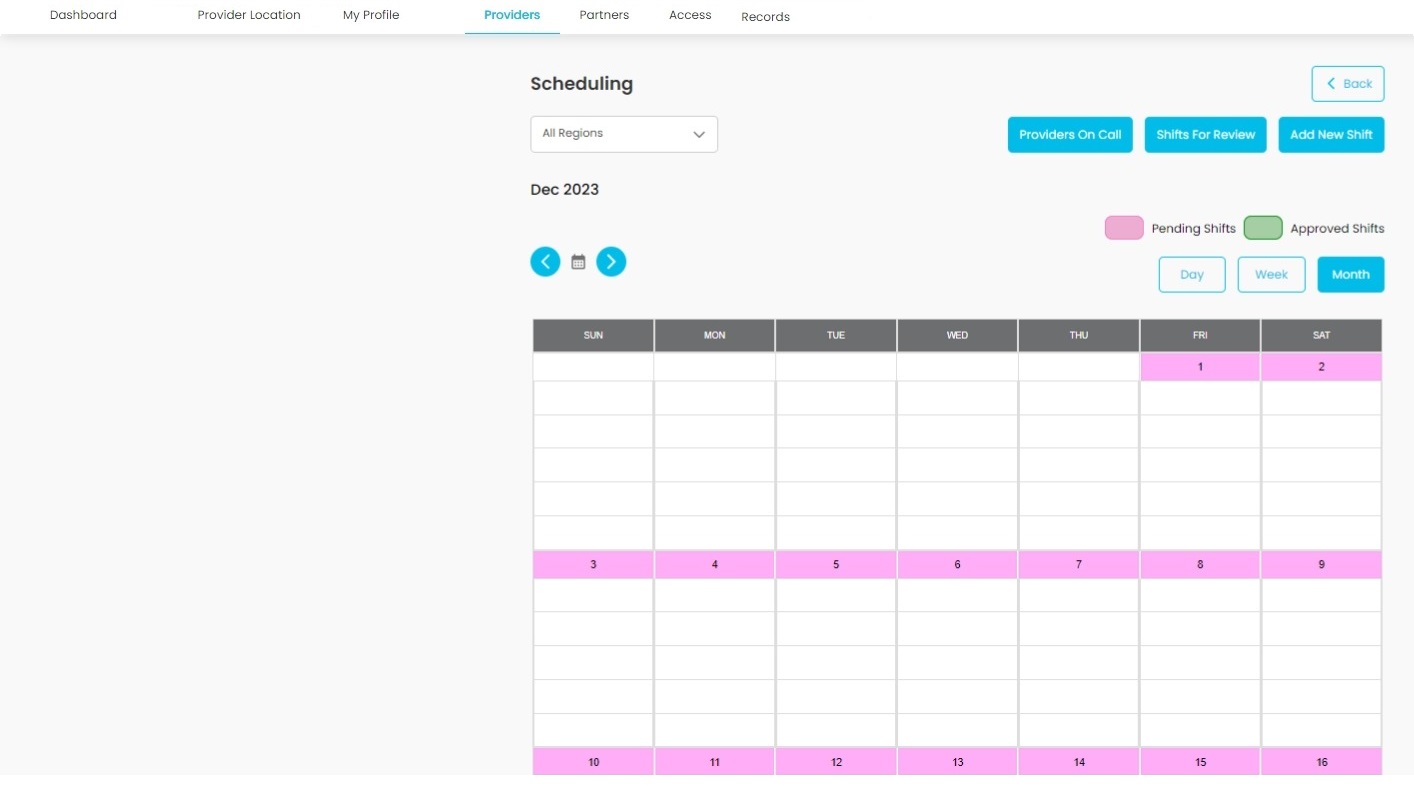 Dashboard Provider Location My Profile Providers Partners Access Records
Scheduling
Back
All Regions
Providers On Call Shifts For Review Add New Shift
Dec 2023
Pending Shifts Approved Shifts
Day Week Month
SUN MON TUE WED THU FRI SAT
1 2
3 4 5 6 7 8 9
10 11 12 13 14 15 16